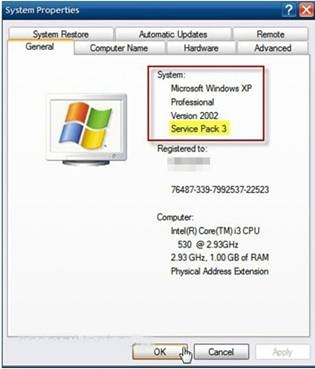 System Properties
System Restore Automatic Updates Remote
General Computer Name Hardware Advanced
System:
Microsoft Windows XP
Professional
Version 2002
Service Pack 3
Registered to:
76487-339-7992537-22523
Computer:
Intel(R) Core(TM) i3 CPU
530 @ 2.93GHz
2.93 GHz, 1.00 GB of RAM
Physical Address Extension
OK Cancel Apply